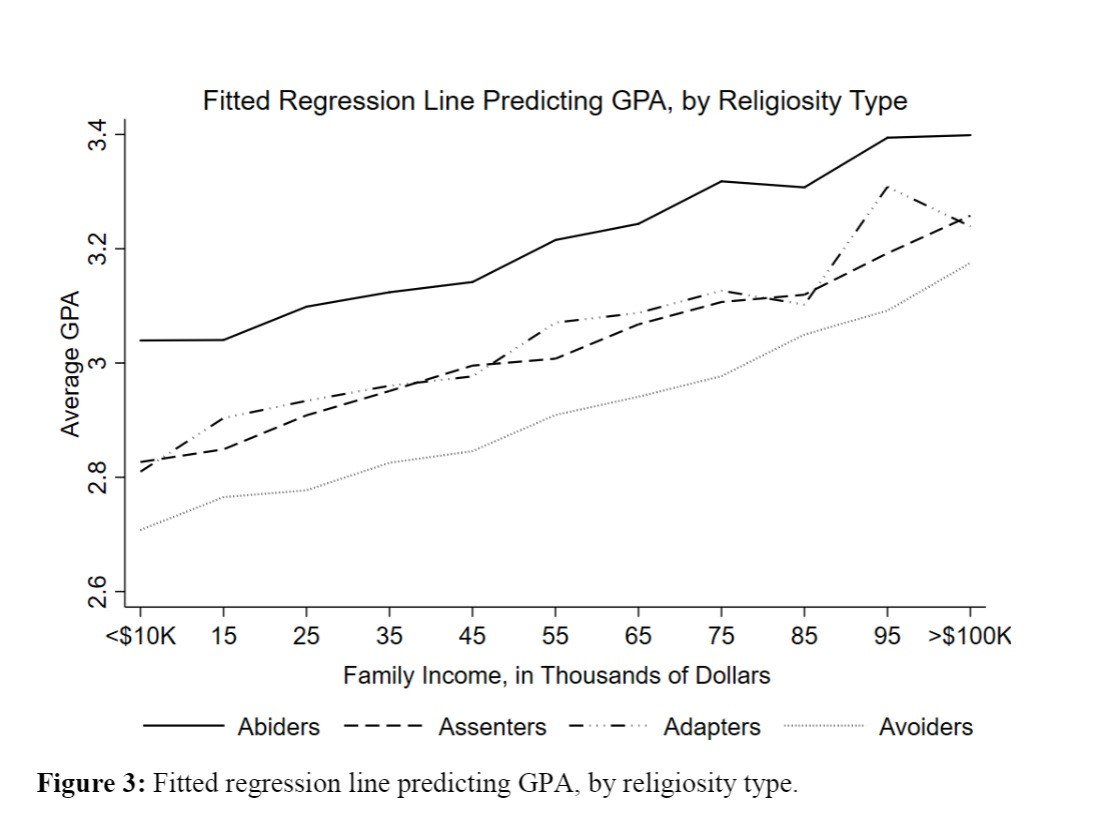 Fitted Regression Line Predicting GPA, by Religiosity Type
3.4
3.2
3
2.8
2.6
Average GPA
<$10K 15 25 35 45 55 65 75 85 95 >$100K
Family Income, in Thousands of Dollars
Abiders Assenters Adapters Avoiders
Figure 3: Fitted regression line predicting GPA, by religiosity type.